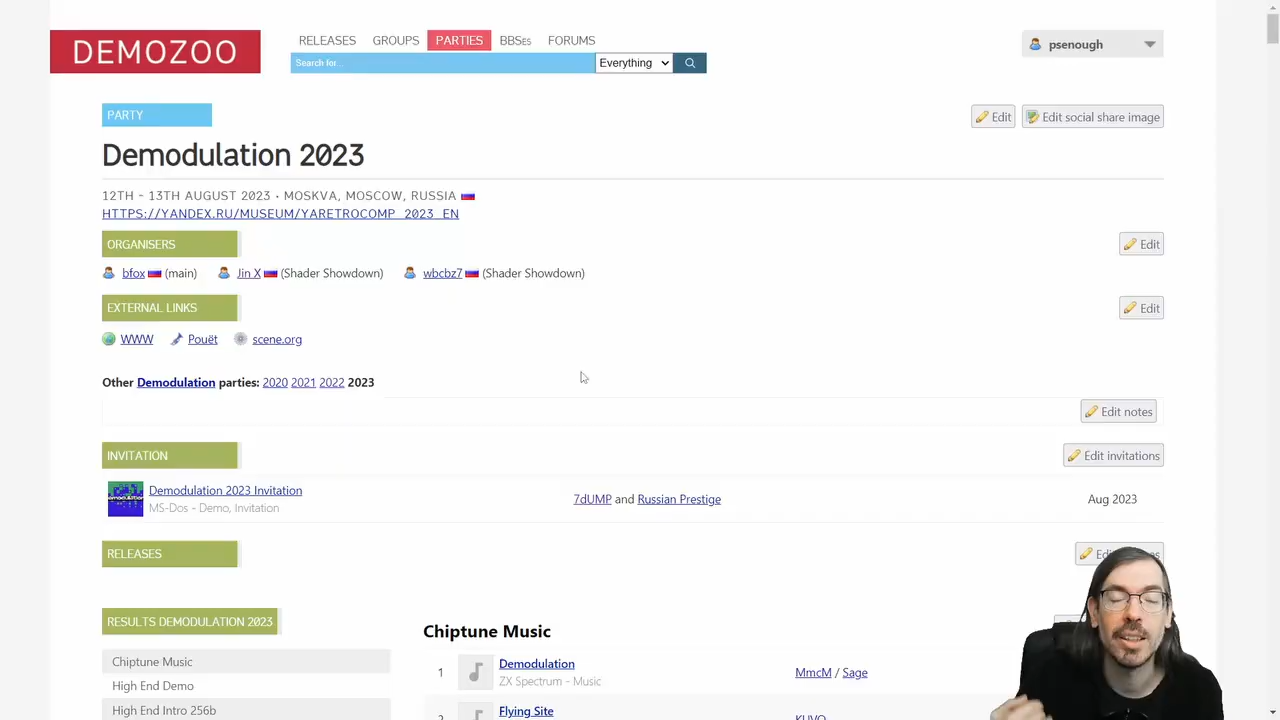 DEMOZOO
RELEASES GROUPS PARTIES BBSes FORUMS
psenough
Search for... Everything
PARTY
Edit Edit social share image
Demodulation 2023
12TH - 13TH AUGUST 2023 • MOSKVA, MOSCOW, RUSSIA
HTTPS://YANDEX.RU/MUSEUM/YARETROCOMP_2023_EN
ORGANISERS Edit
bfox (main) Jin X (Shader Showdown) wbcbz7 (Shader Showdown)
EXTERNAL LINKS Edit
WWW Pouët scene.org
Other Demodulation parties: 2020 2021 2022 2023
Edit notes
INVITATION Edit invitations
Demodulation 2023 Invitation
7dUMP and Russian Prestige Aug 2023
MS-Dos - Demo, Invitation
RELEASES
RESULTS DEMODULATION 2023
Chiptune Music
High End Demo
High End Intro 256b
Chiptune Music
1 Demodulation MmcM / Sage
ZX Spectrum - Music
Flying Site